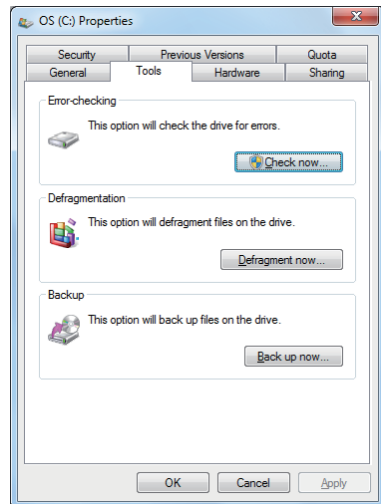 OS (C:) Properties
Security Previous Versions Quota
General Tools Hardware Sharing
Error-checking
This option will check the drive for errors.
Check now...
Defragmentation
This option will defragment files on the drive.
Defragment now...
Backup
This option will back up files on the drive.
Back up now...
OK Cancel Apply